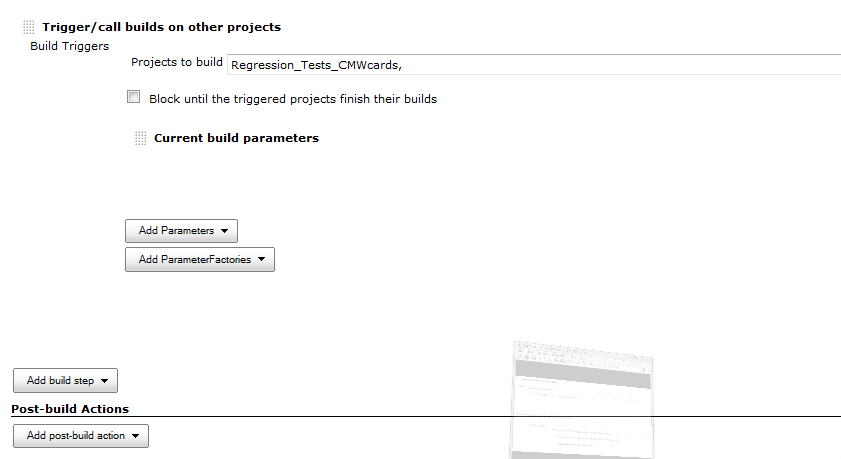 Trigger/call builds on other projects
Build Triggers
Projects to build Regression_Tests_CMWcards,
Block until the triggered projects finish their builds
Current build parameters
Add Parameters
Add ParameterFactories
Add build step
Post-build Actions
Add post-build action